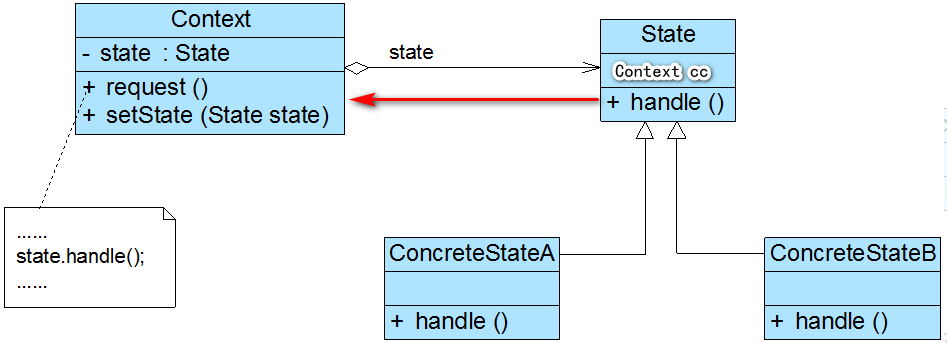 Context
- state : State
+ request ()
+ setState (State state)
state
State
Context cc
+ handle ()
......
state.handle();
......
ConcreteStateA
+ handle ()
ConcreteStateB
+ handle ()